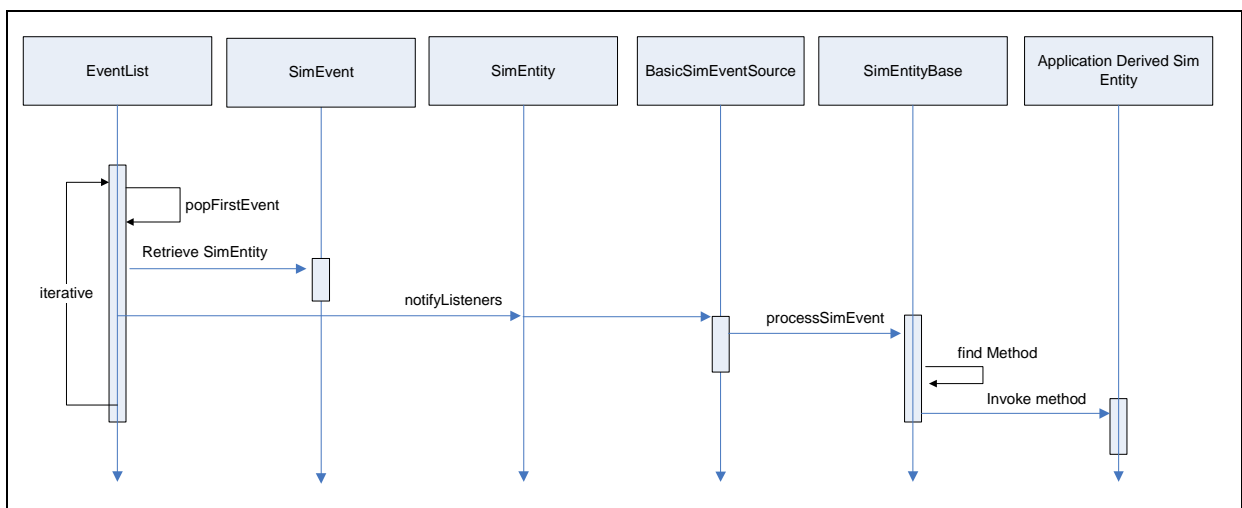 EventList
SimEvent
SimEntity
BasicSimEventSource
SimEntityBase
Application Derived Sim
Entity
popFirstEvent
Retrieve SimEntity
iterative
notifyListeners
processSimEvent
find Method
Invoke method